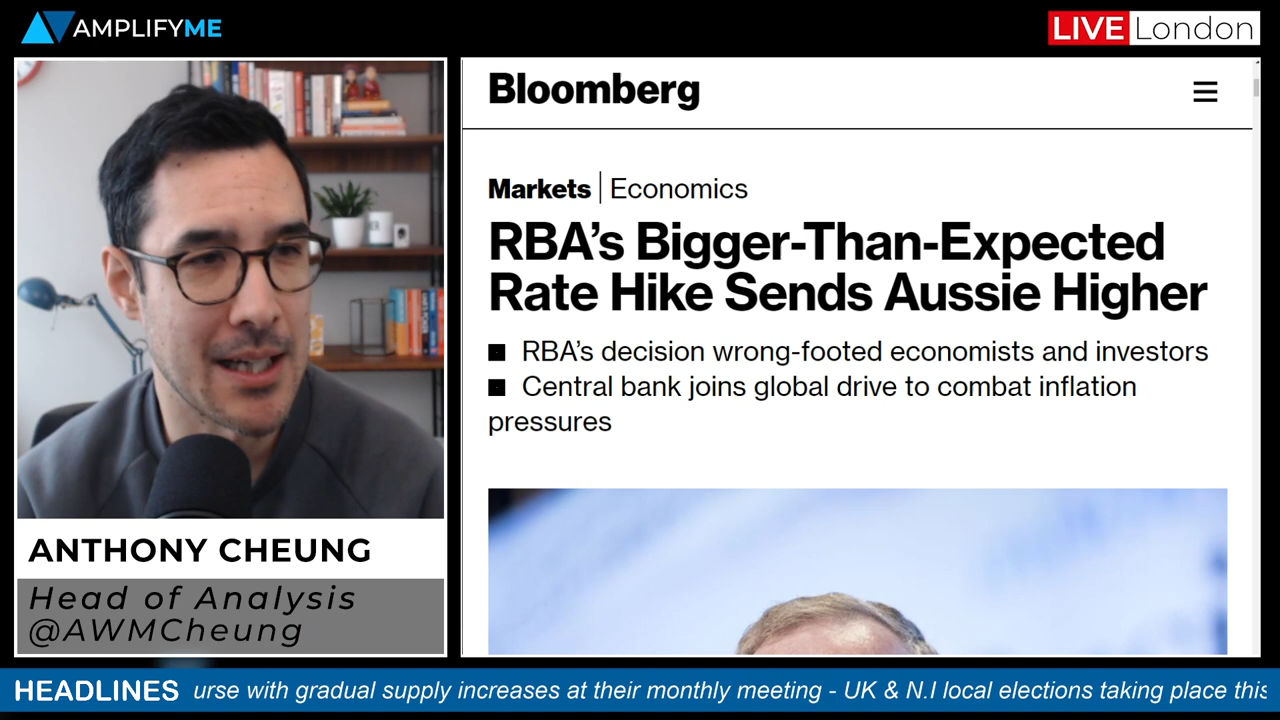 AMPLIFYME
LIVE London
Bloomberg
Markets | Economics
RBA’s Bigger-Than-Expected
Rate Hike Sends Aussie Higher
■ RBA’s decision wrong-footed economists and investors
■ Central bank joins global drive to combat inflation
pressures
ANTHONY CHEUNG
Head of Analysis
@AWMCheung
HEADLINES urse with gradual supply increases at their monthly meeting - UK & N.I local elections taking place this